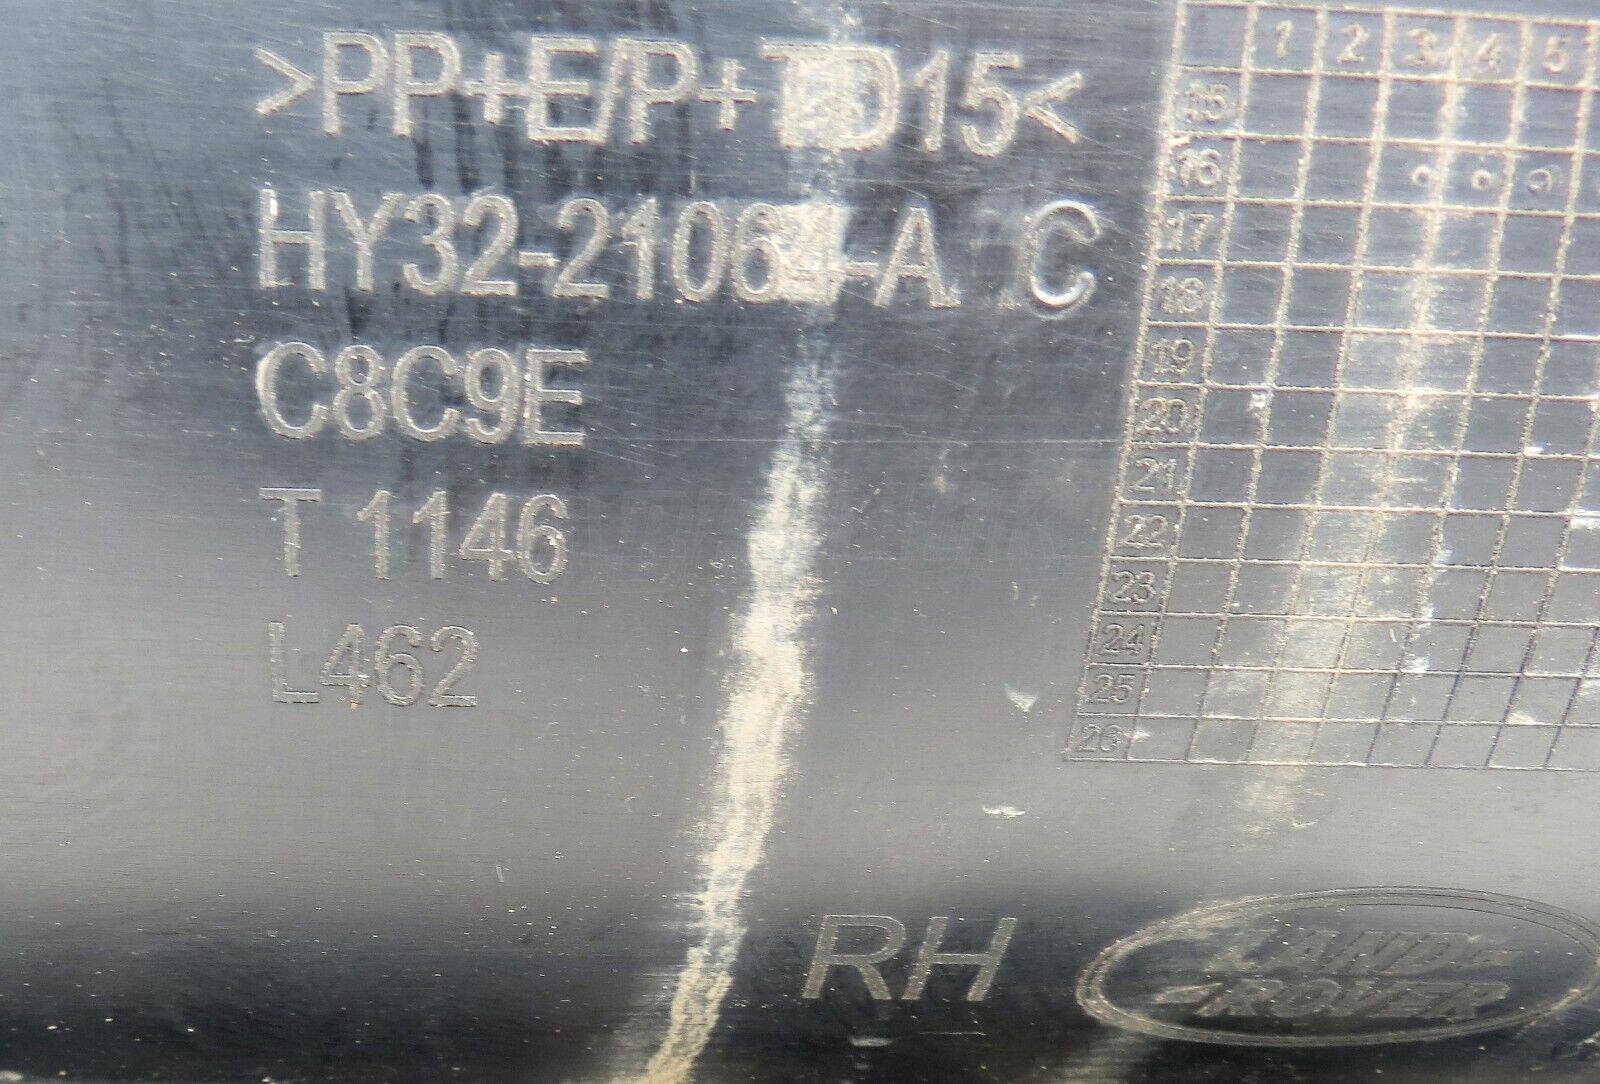 >PP+E/P+TD15<
HY32-21064-A C
C8C9E
T 1146
L462
1 2 3 4 5
15
16
17
18
19
20
21
22
23
24
25
26
RH
LAND-
ROVER